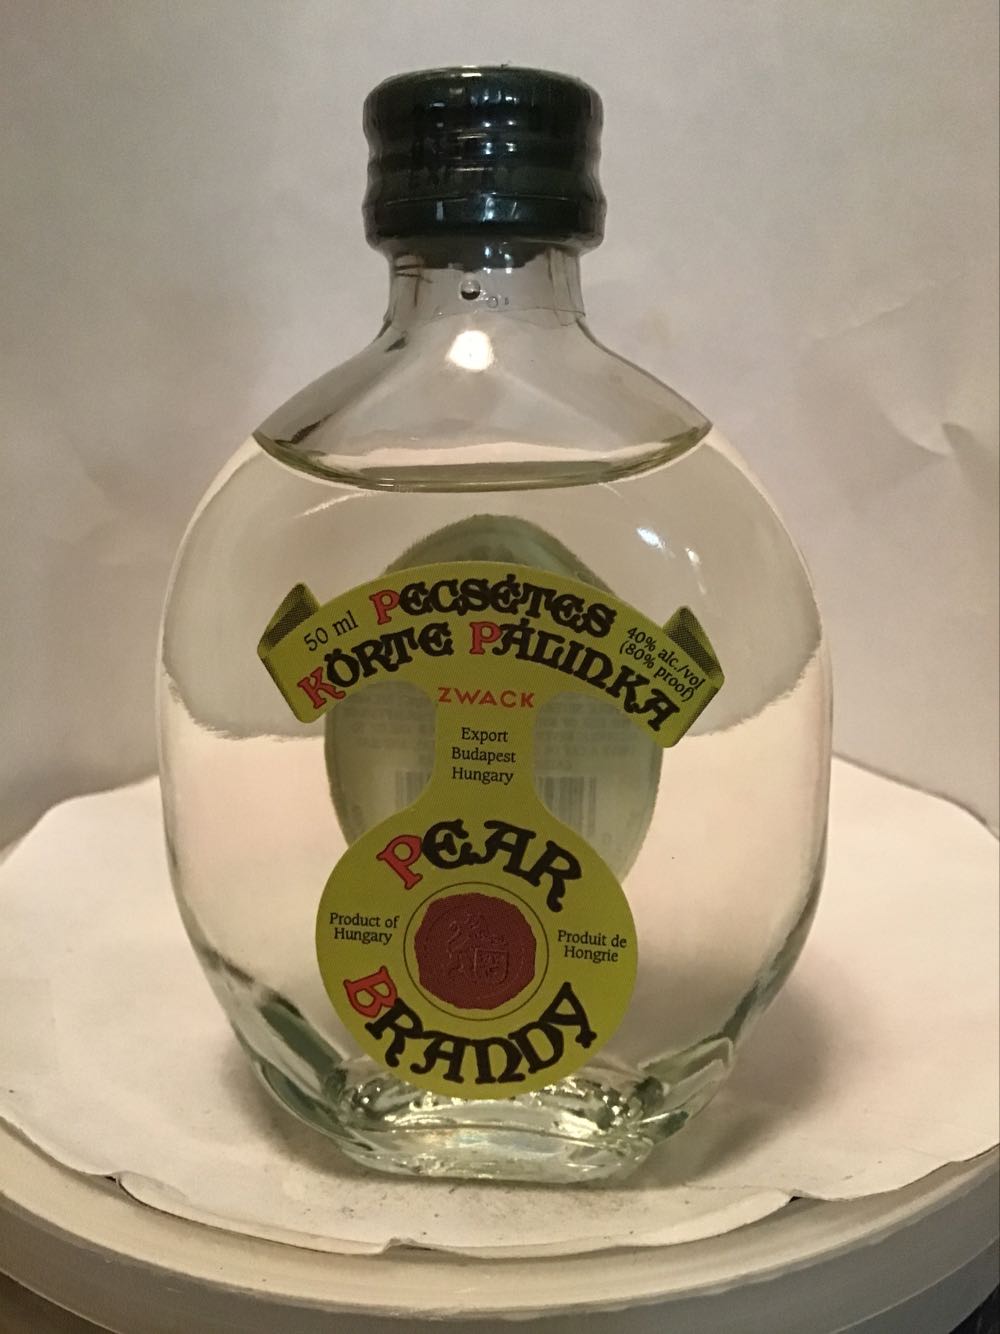 50 ml PECSÉTES 40% alc./vol
(80% proof)
KÖRTE PÁLINKA
ZWACK
Export
Budapest
Hungary
PEAR
Product of
Hungary
Produit de
Hongrie
BRANDY